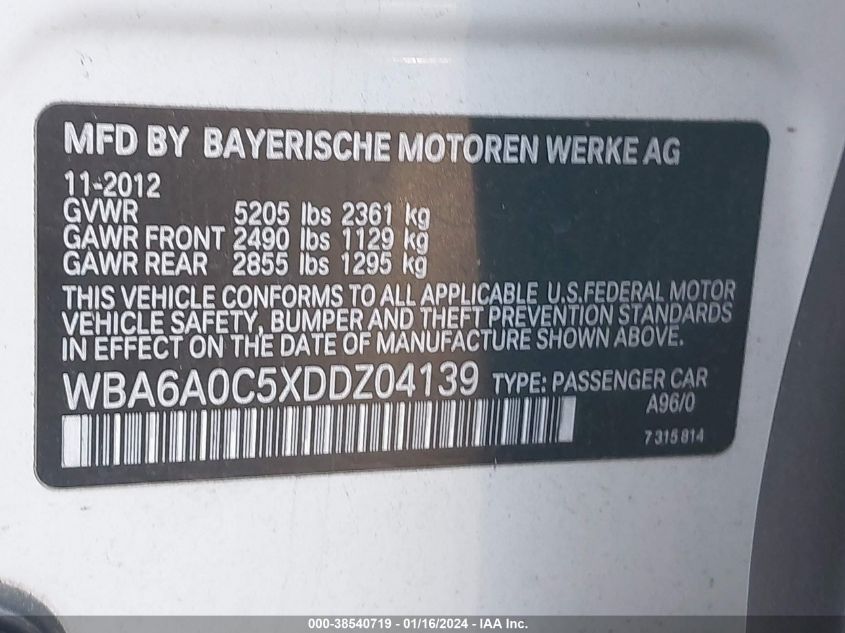 MFD BY BAYERISCHE MOTOREN WERKE AG
11-2012
GVWR 5205 lbs 2361 kg
GAWR FRONT 2490 lbs 1129 kg
GAWR REAR 2855 lbs 1295 kg
THIS VEHICLE CONFORMS TO ALL APPLICABLE U.S.FEDERAL MOTOR
VEHICLE SAFETY, BUMPER AND THEFT PREVENTION STANDARDS
IN EFFECT ON THE DATE OF MANUFACTURE SHOWN ABOVE.
WBA6A0C5XDDZ04139 TYPE: PASSENGER CAR
A96/0
7 315 814
000-38540719 - 01/16/2024 - IAA Inc.